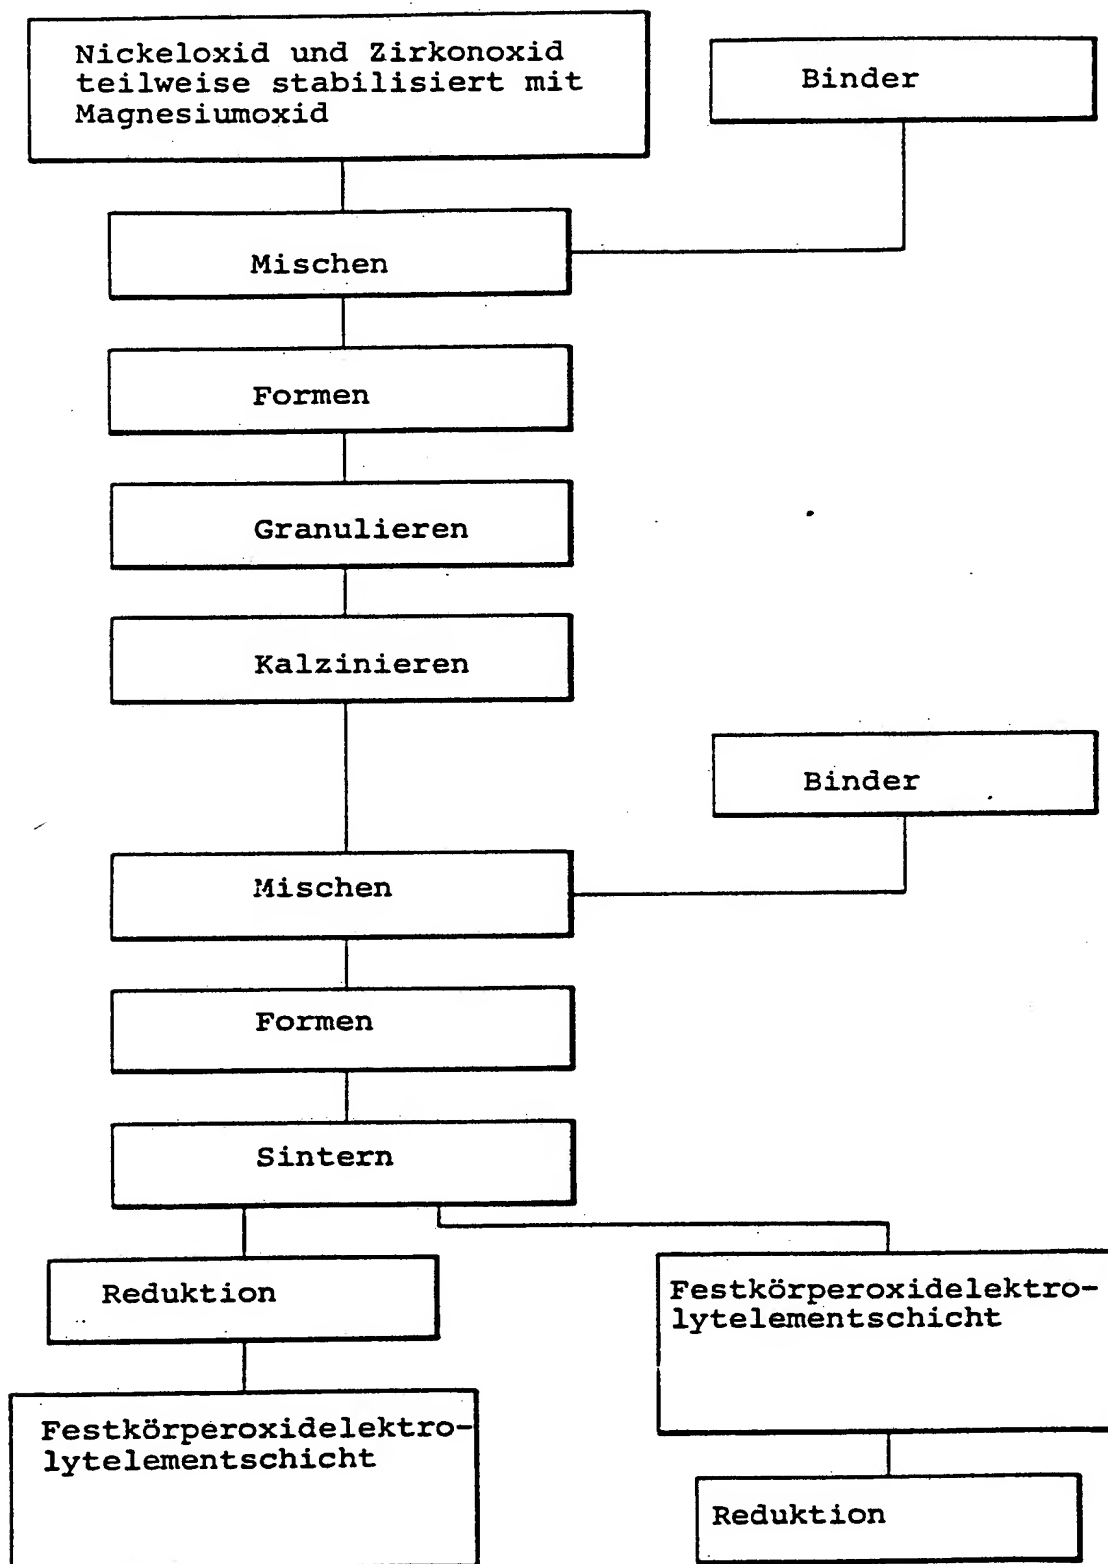 Nickeloxid und Zirkonoxid
teilweise stabilisiert mit
Magnesiumoxid
Binder
Mischen
Formen
Granulieren
Kalzinieren
Binder
Mischen
Formen
Sintern
Reduktion
Festkörperoxidelektro-
lytelementschicht
Festkörperoxidelektro-
lytelementschicht
Reduktion